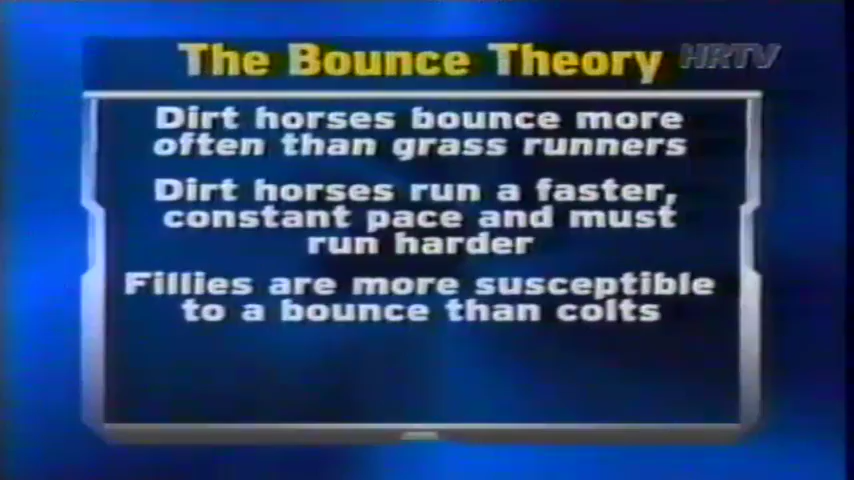 The Bounce Theory
HRTV
Dirt horses bounce more
often than grass runners
Dirt horses run a faster,
constant pace and must
run harder
Fillies are more susceptible
to a bounce than colts